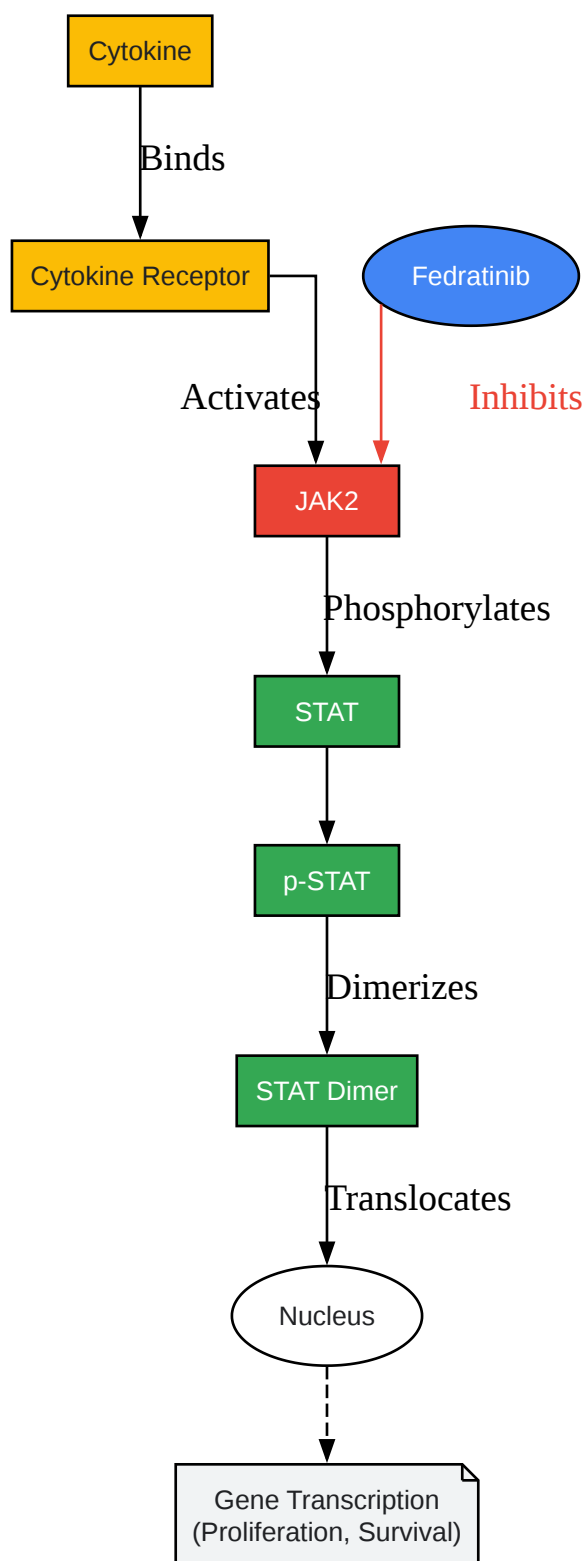 Cytokine
Binds
Cytokine Receptor
Fedratinib
Activates
Inhibits
JAK2
Phosphorylates
STAT
p-STAT
Dimerizes
STAT Dimer
Translocates
Nucleus
Gene Transcription
(Proliferation, Survival)